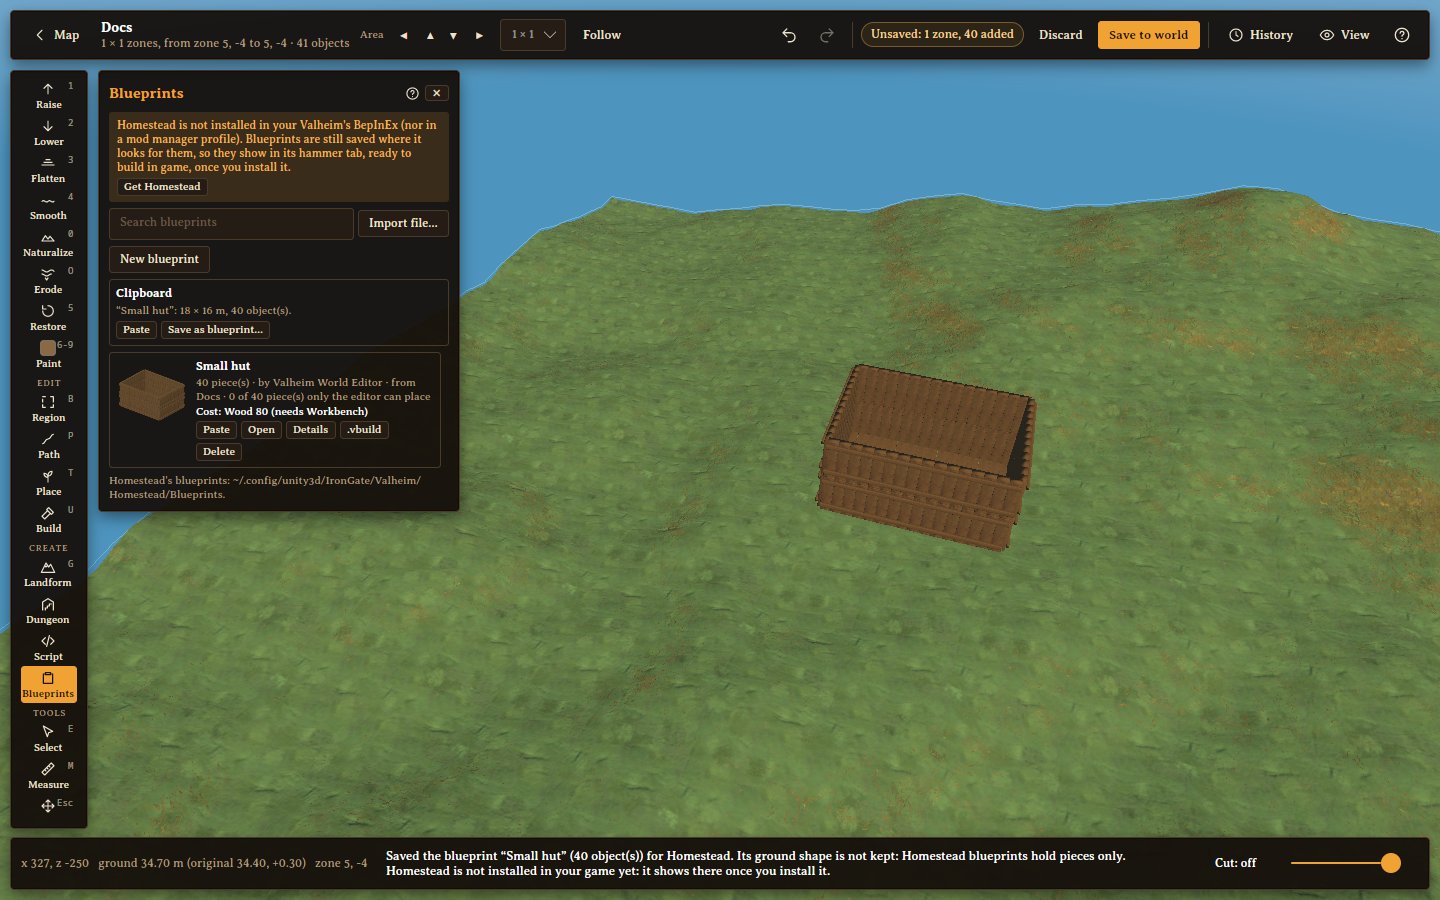 Map
Docs
1 × 1 zones, from zone 5, -4 to 5, -4 · 41 objects
Area
1 × 1
Follow
Unsaved: 1 zone, 40 added
Discard
Save to world
History
View
Raise 1
Lower 2
Flatten 3
Smooth 4
Naturalize 0
Erode O
Restore 5
Paint 6-9
EDIT
Region B
Path P
Place T
Build U
CREATE
Landform G
Dungeon
Script
Blueprints
TOOLS
Select E
Measure M
Esc
Blueprints
Homestead is not installed in your Valheim's BepInEx (nor in
a mod manager profile). Blueprints are still saved where it
looks for them, so they show in its hammer tab, ready to
build in game, once you install it.
Get Homestead
Search blueprints
Import file...
New blueprint
Clipboard
“Small hut”: 18 × 16 m, 40 object(s).
Paste
Save as blueprint...
Small hut
40 piece(s) · by Valheim World Editor · from
Docs · 0 of 40 piece(s) only the editor can place
Cost: Wood 80 (needs Workbench)
Paste
Open
Details
.vbuild
Delete
Homestead's blueprints: ~/.config/unity3d/IronGate/Valheim/
Homestead/Blueprints.
x 327, z -250 ground 34.70 m (original 34.40, +0.30) zone 5, -4
Saved the blueprint “Small hut” (40 object(s)) for Homestead. Its ground shape is not kept: Homestead blueprints hold pieces only.
Homestead is not installed in your game yet: it shows there once you install it.
Cut: off